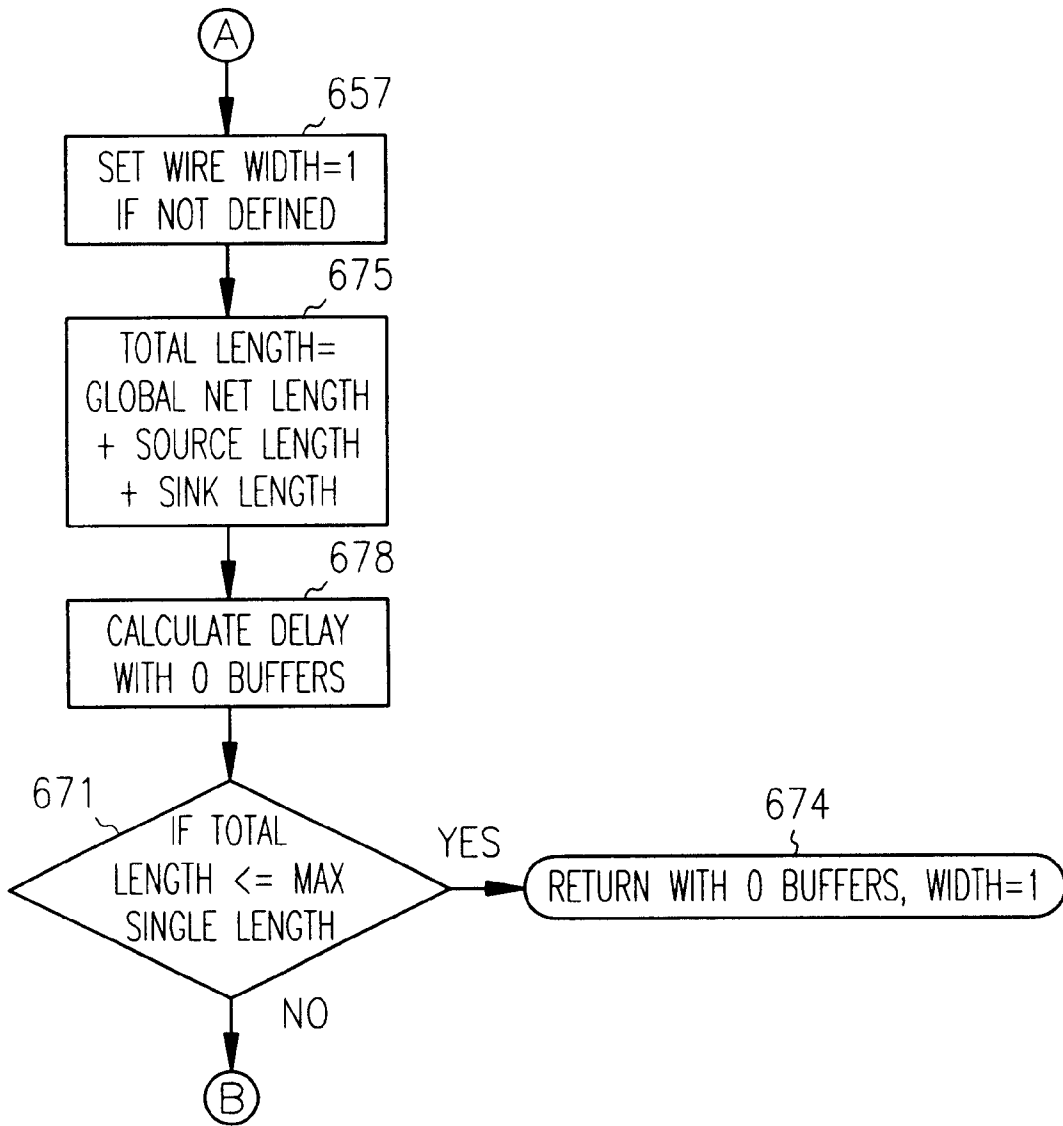 A
657
SET WIRE WIDTH=1
IF NOT DEFINED
675
TOTAL LENGTH=
GLOBAL NET LENGTH
+ SOURCE LENGTH
+ SINK LENGTH
678
CALCULATE DELAY
WITH 0 BUFFERS
671
IF TOTAL
LENGTH <= MAX
SINGLE LENGTH
YES
674
RETURN WITH 0 BUFFERS, WIDTH=1
NO
B